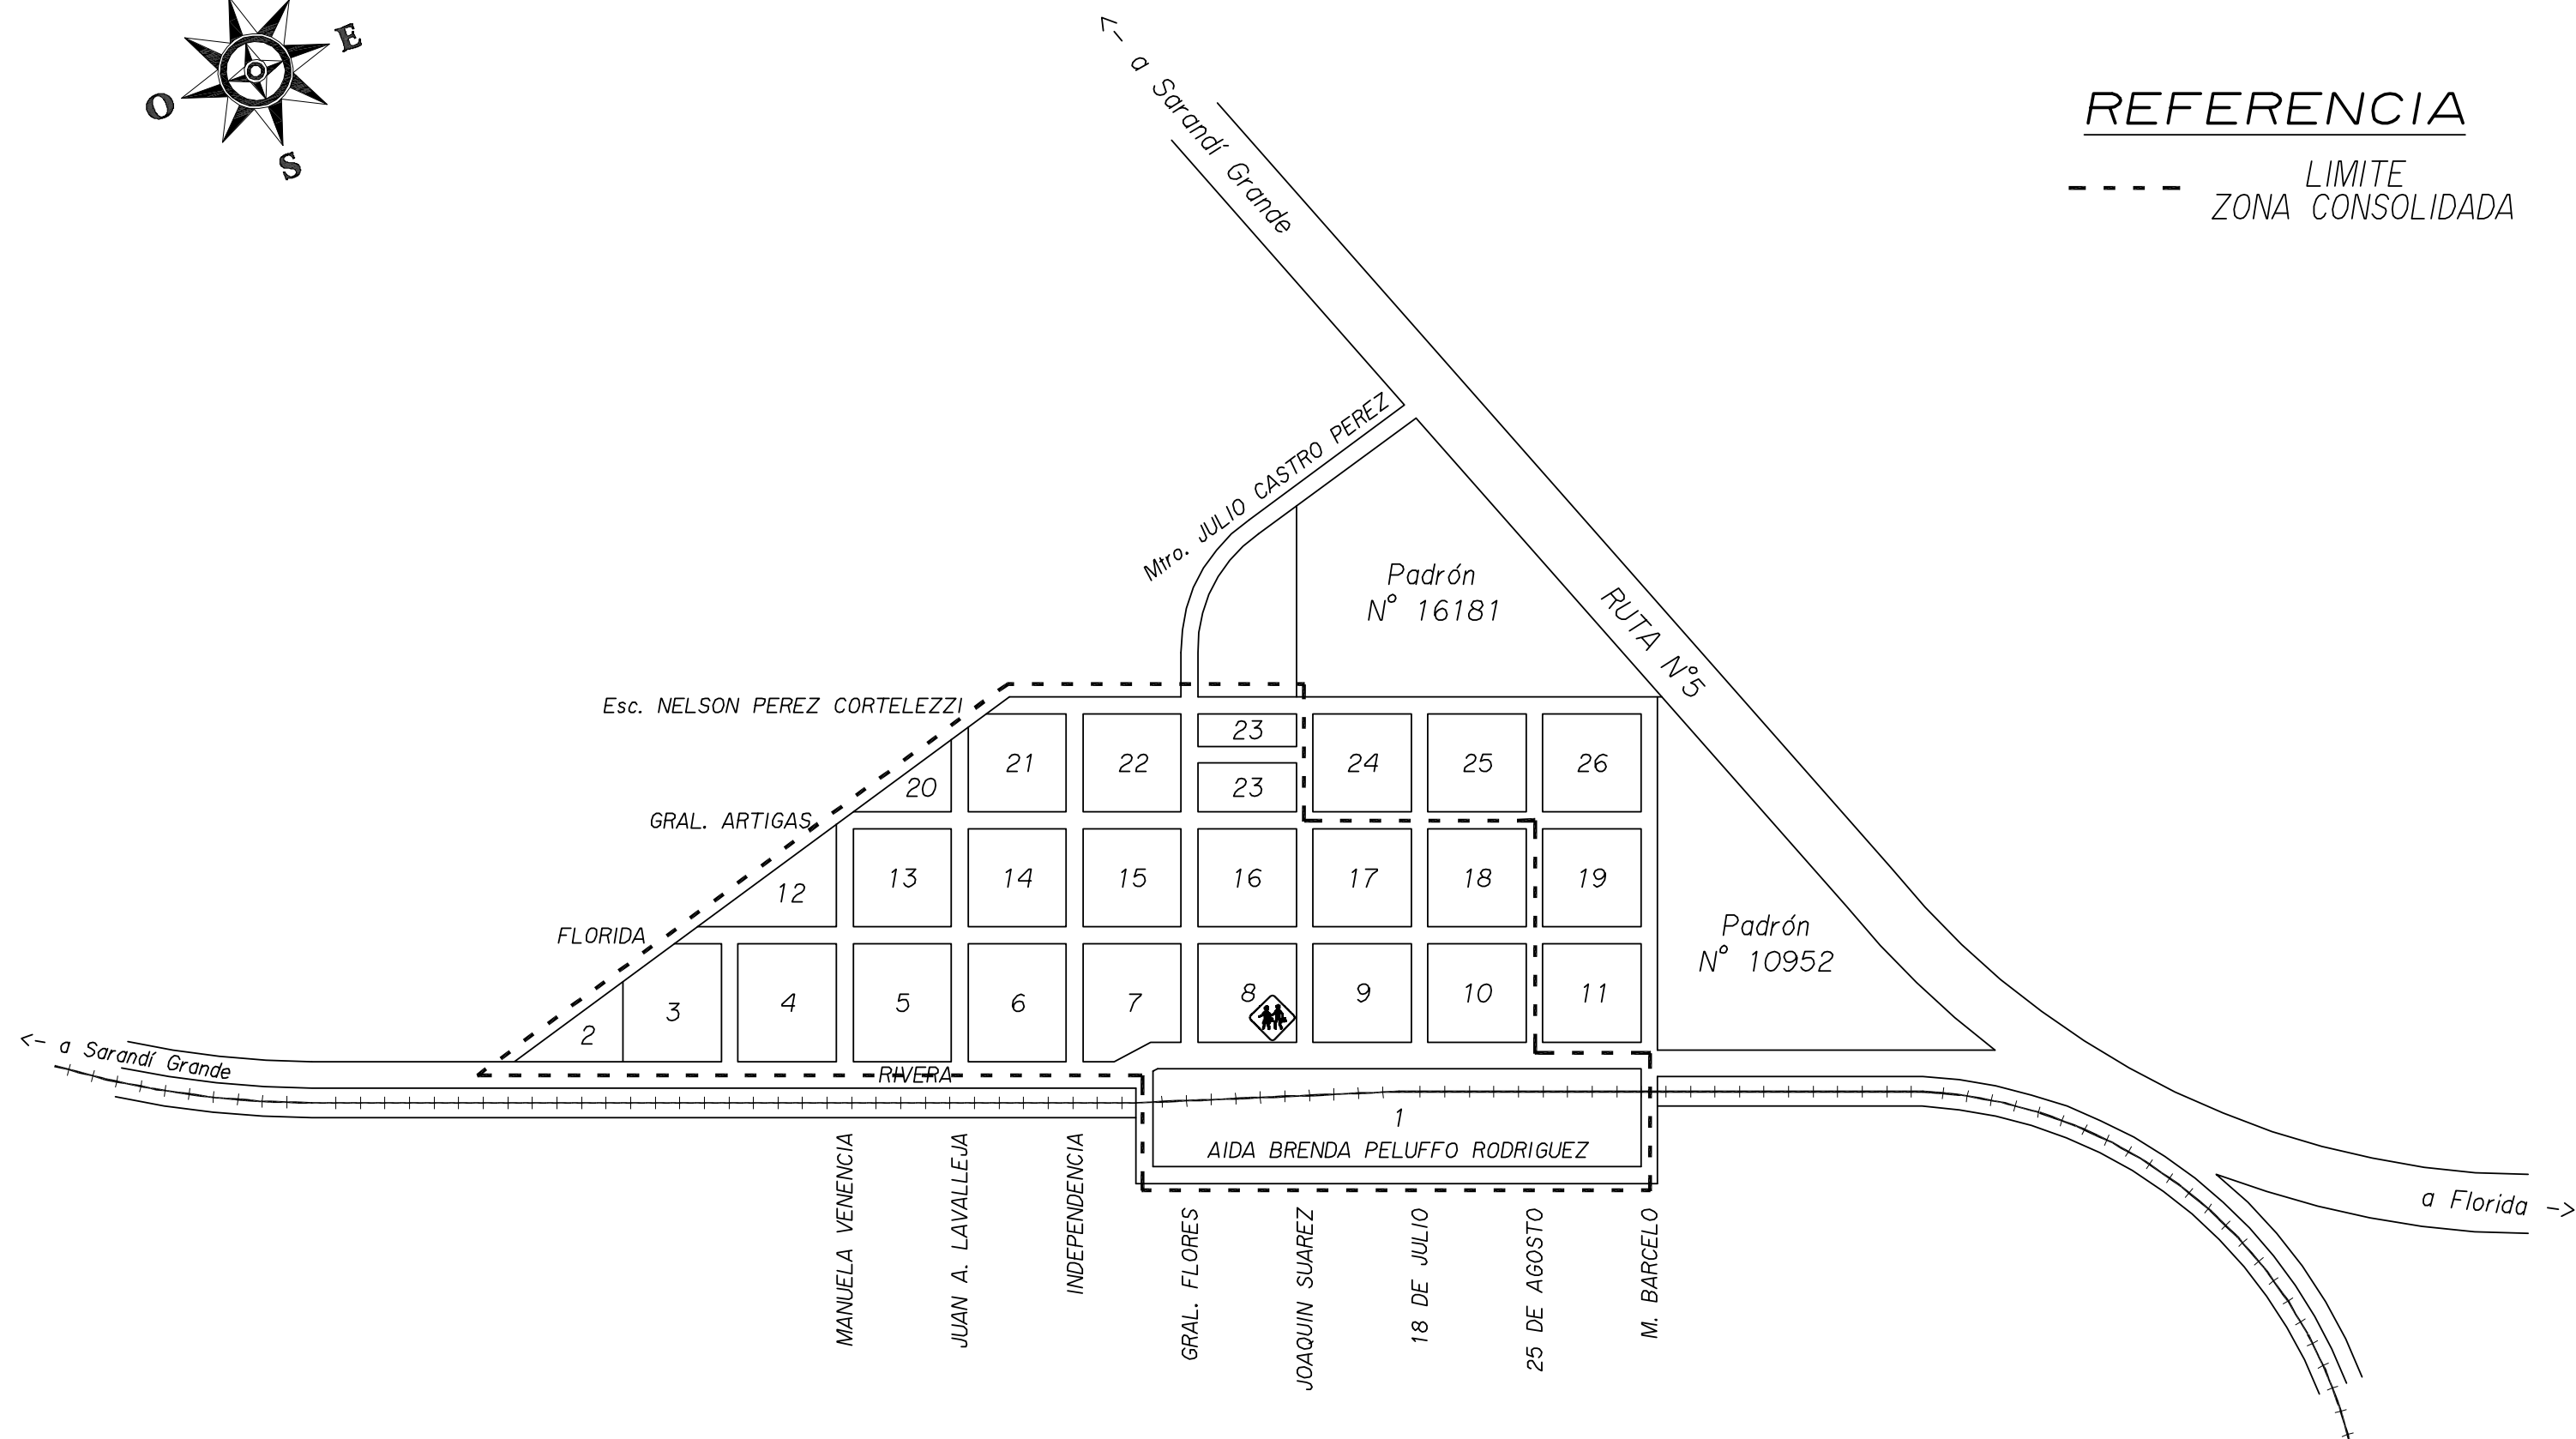 E
O
S
<- a Sarandí Grande
REFERENCIA
LIMITE
ZONA CONSOLIDADA
Mtro. JULIO CASTRO PEREZ
Padrón
N° 16181
RUTA N°5
Esc. NELSON PEREZ CORTELEZZI
23
21
22
24
25
26
20
23
GRAL. ARTIGAS
12
13
14
15
16
17
18
19
Padrón
N° 10952
FLORIDA
2
3
4
5
6
7
8
9
10
11
<- a Sarandí Grande
RIVERA
1
AIDA BRENDA PELUFFO RODRIGUEZ
a Florida ->
MANUELA VENENCIA
JUAN A. LAVALLEJA
INDEPENDENCIA
GRAL. FLORES
JOAQUIN SUAREZ
18 DE JULIO
25 DE AGOSTO
M. BARCELO